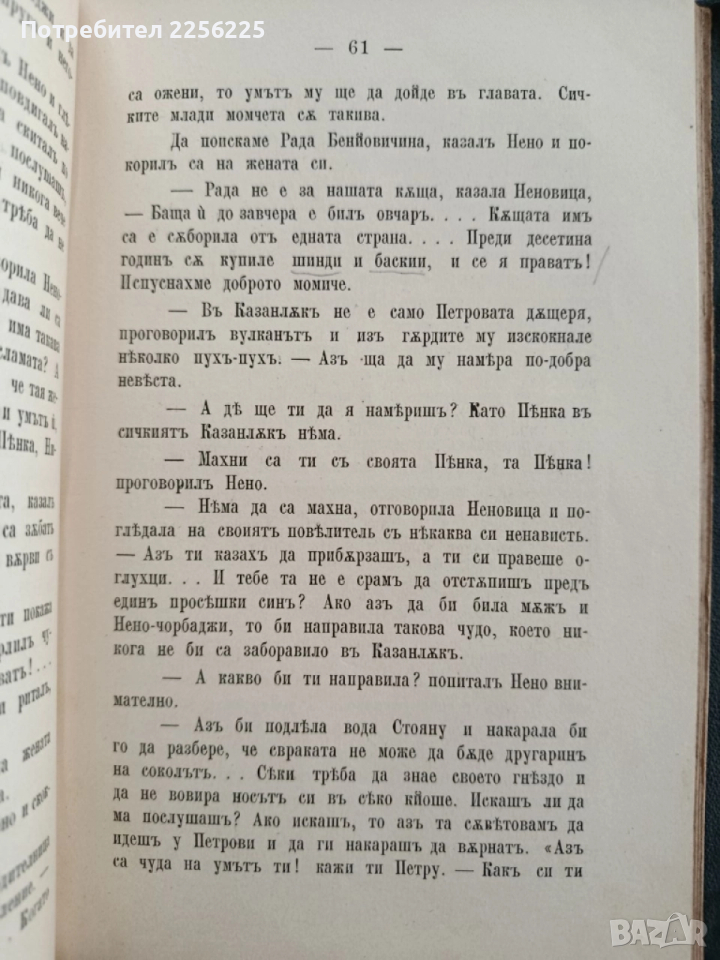 Потребител 2256225
— 61 —
са ожени, то умътъ му ще да дойде въ главата. Сич-
ките млади момчета сѫ такива.
Да поискаме Рада Бенйовичина, казалъ Нено и по-
корилъ са на жената си.
— Рада не е за нашата кѫща, казала Неновица,
— Баща ѝ до завчера е билъ овчаръ. . . . Кѫщата имъ
са е сѫборила отъ едната страна. . . . Преди десетина
годинъ сѫ купиле шинди и баскии, и се я праватъ!
Испуснахме доброто момиче.
— Въ Казанлѫкъ не е само Петровата дѫщеря,
проговорилъ вулканътъ и изъ гѫрдите му изскокнале
нѣколко пухъ-пухъ. — Азъ ща да му намѣра по-добра
невѣста.
— А дѣ ще ти да я намѣришъ? Като Пѣнка въ
сичкиятъ Казанлѫкъ нѣма.
— Махни са ти съ своята Пѣнка, та Пѣнка!
проговорилъ Нено.
— Нѣма да са махна, отговорила Неновица и по-
глѣдала на своиятъ повѣлитель съ нѣкаква си ненависть.
— Азъ ти казахъ да прибѫрзашъ, а ти си правеше о-
глухци. . . И тебе та не е срамъ да отстѫпишъ предъ
единъ просѣшки синъ? Ако азъ да би била мѫжъ и
Нено-чорбаджи, то би направила такова чудо, което ни-
кога не би са заборавило въ Казанлѫкъ.
— А какво би ти направила? попиталъ Нено вни-
мателно.
— Азъ би подлѣла вода Стояну и накарала би
го да разбере, че свраката не може да бѫде другаринъ
на соколътъ. . . Сѣки трѣба да знае своето гнѣздо и
да не вовира носътъ си въ сѣко кйоше. Искашъ ли да
ма послушашъ? Ако искашъ, то азъ та сѫвѣтовамъ да
идешъ у Петрови и да ги накарашъ да вѫрнатъ. «Азъ
са чуда на умътъ ти! кажи ти Петру. — Какъ си ти
BAZAR